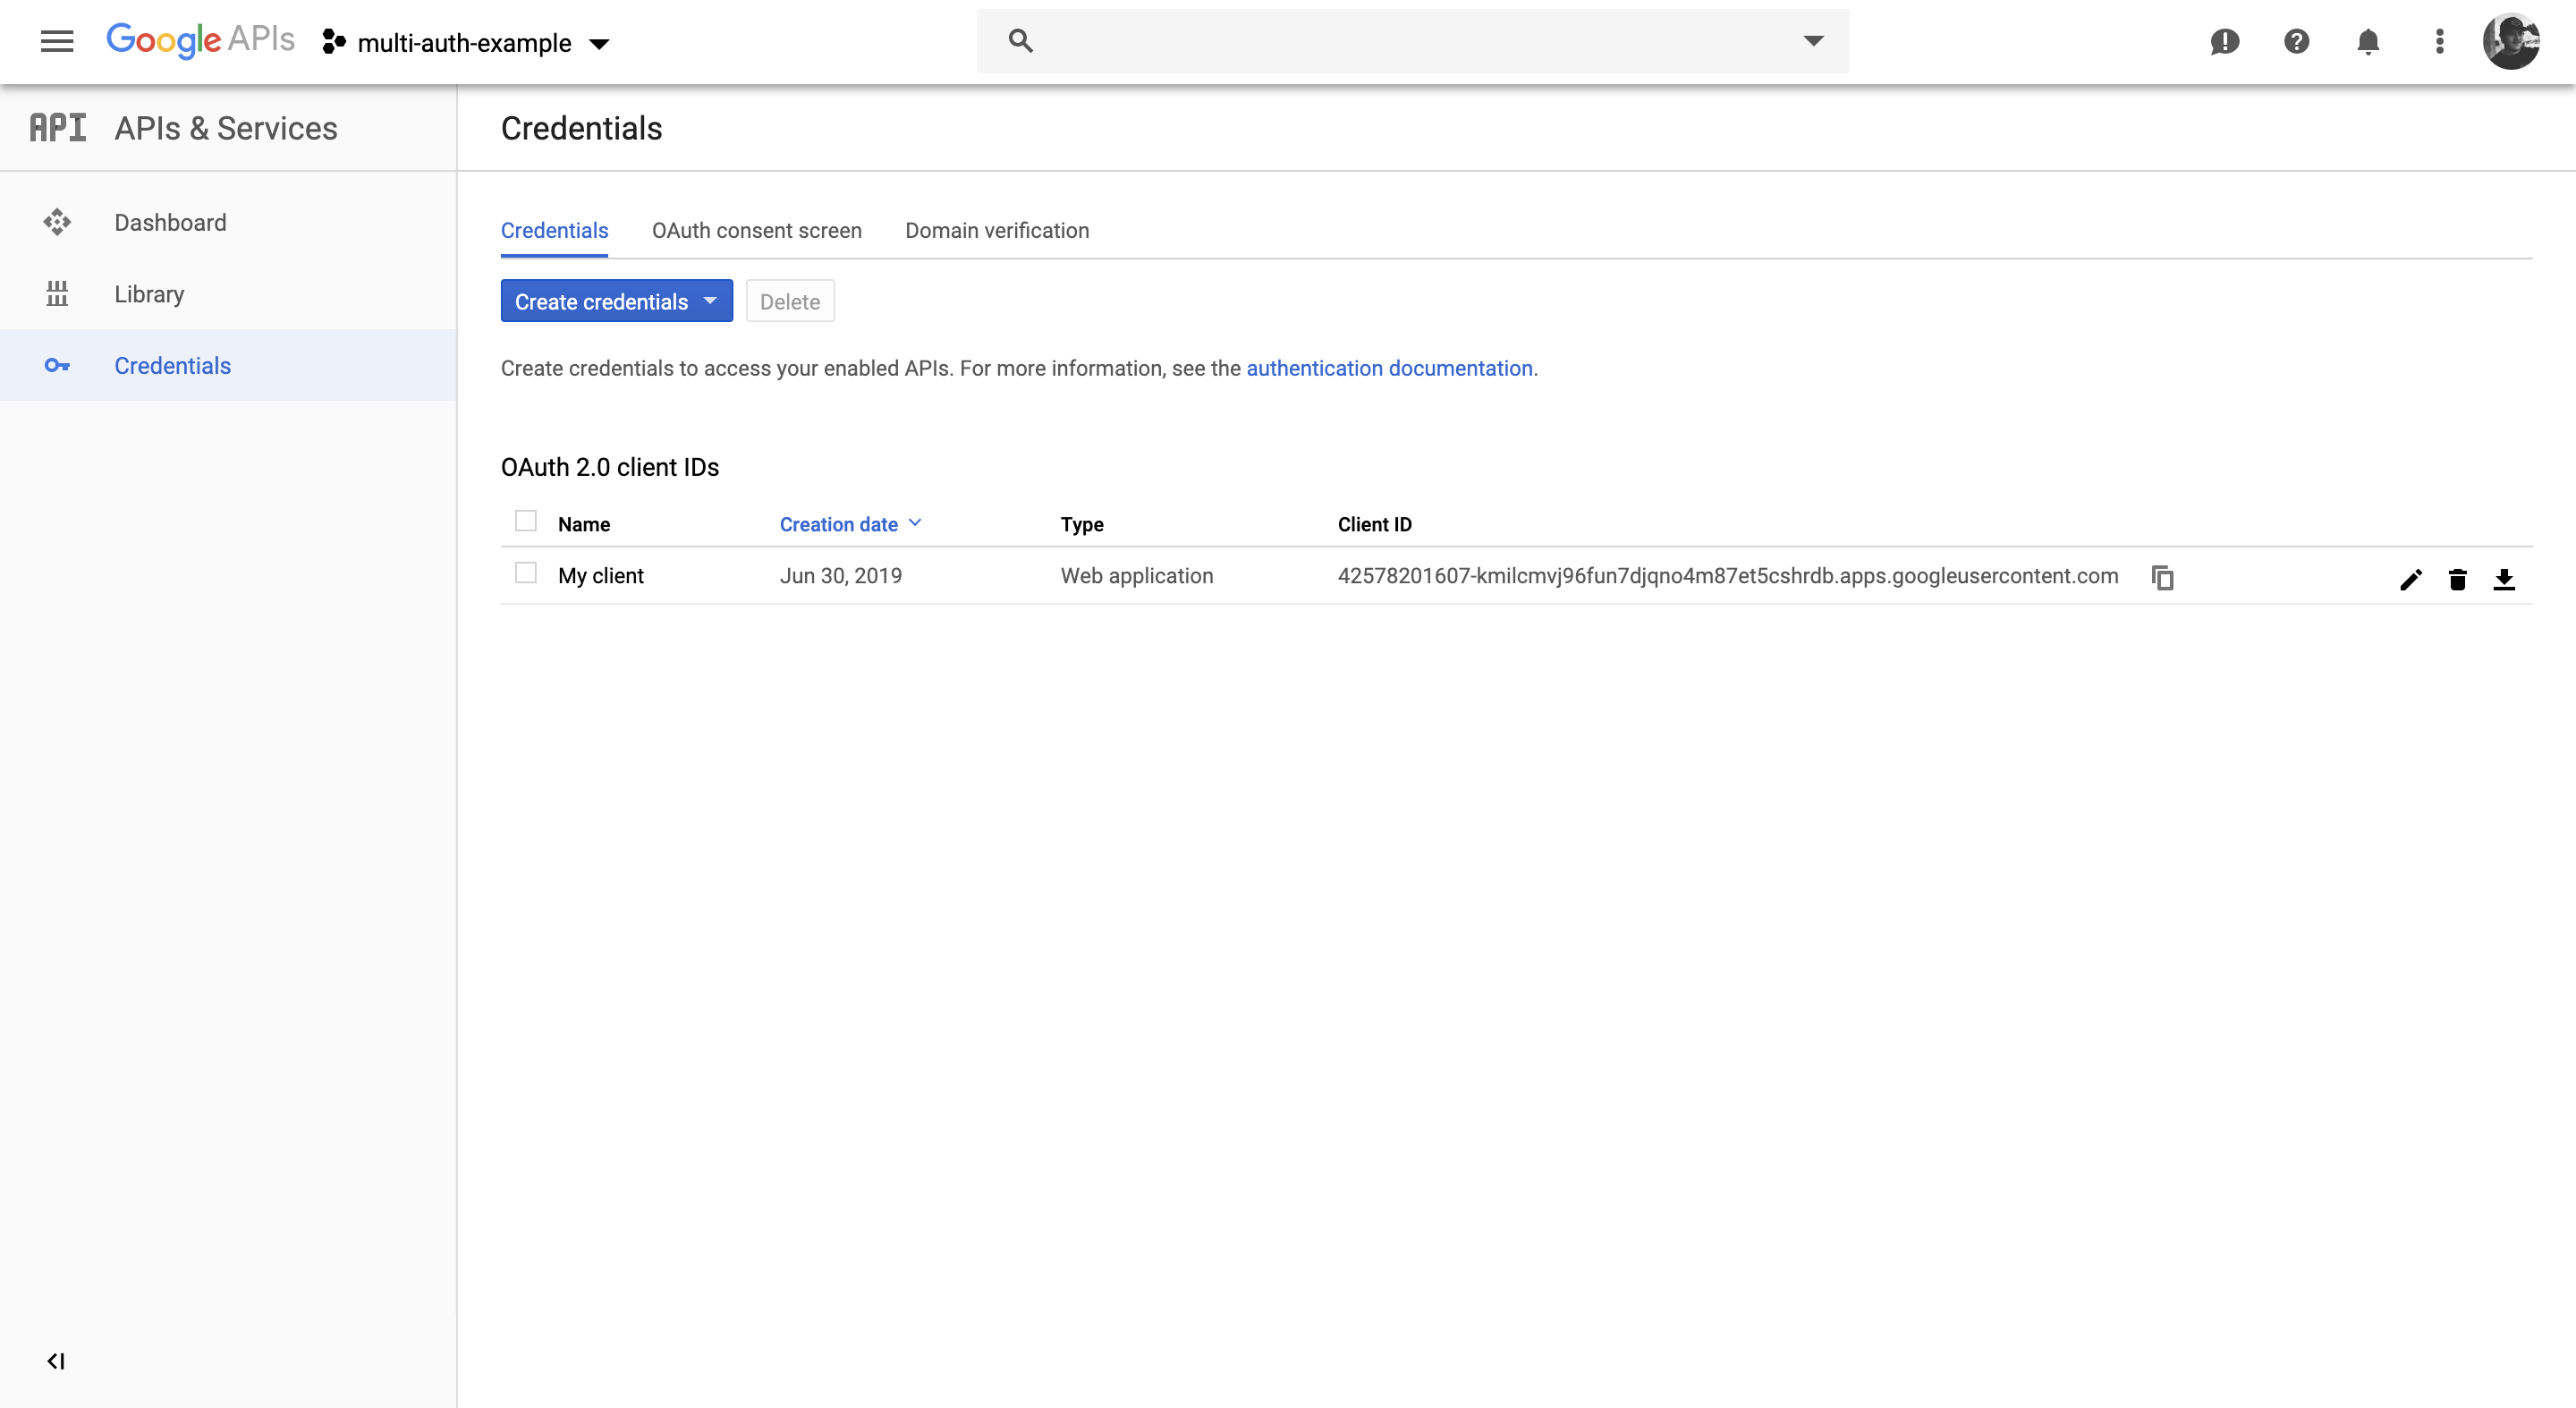 Google APIs multi-auth-example
API APIs & Services
Credentials
Dashboard
Library
Credentials
Credentials OAuth consent screen Domain verification
Create credentials Delete
Create credentials to access your enabled APIs. For more information, see the authentication documentation.
OAuth 2.0 client IDs
Name Creation date Type Client ID
My client Jun 30, 2019 Web application 42578201607-kmilcmvj96fun7djqno4m87et5cshrdb.apps.googleusercontent.com